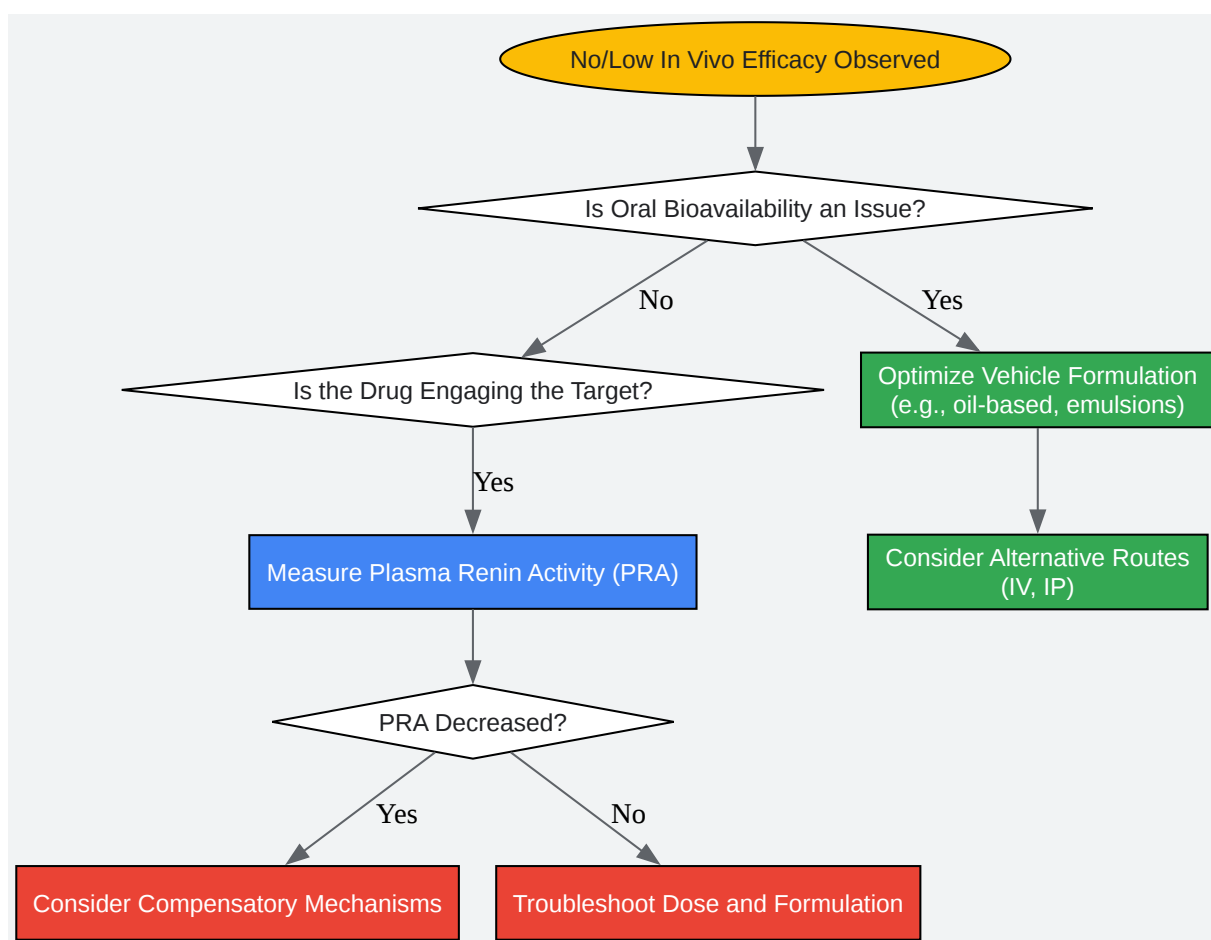 No/Low In Vivo Efficacy Observed
Is Oral Bioavailability an Issue?
No
Yes
Is the Drug Engaging the Target?
Optimize Vehicle Formulation
(e.g., oil-based, emulsions)
Yes
Measure Plasma Renin Activity (PRA)
Consider Alternative Routes
(IV, IP)
PRA Decreased?
Yes
No
Consider Compensatory Mechanisms
Troubleshoot Dose and Formulation